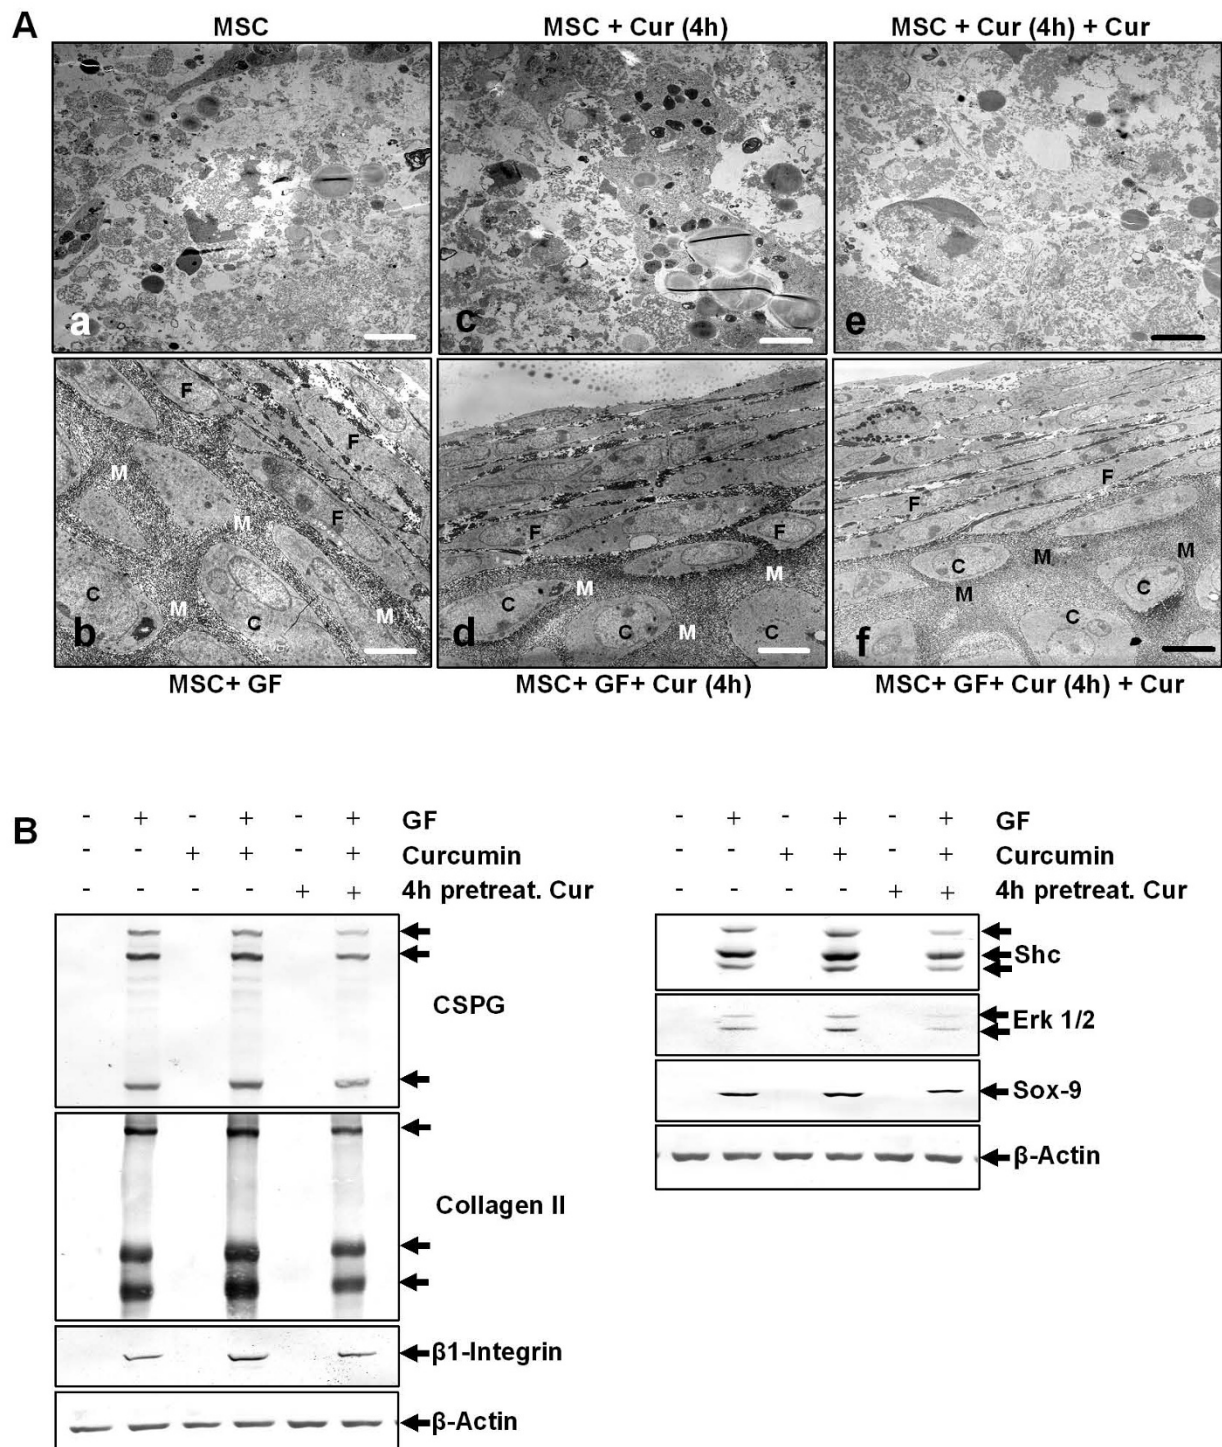 A
MSC
MSC + Cur (4h)
MSC + Cur (4h) + Cur
a
c
e
F
F
F
M
M
M
M
C
C
b
F
F
M
M
M
C
C
C
d
F
F
M
M
M
C
C
C
f
MSC+ GF
MSC+ GF+ Cur (4h)
MSC+ GF+ Cur (4h) + Cur
B
- + - + - + GF
- - + + - + Curcumin
- - - - + + 4h pretreat. Cur
CSPG
Collagen II
β1-Integrin
β-Actin
- + - + - + GF
- - + + - + Curcumin
- - - - + + 4h pretreat. Cur
Shc
Erk 1/2
Sox-9
β-Actin